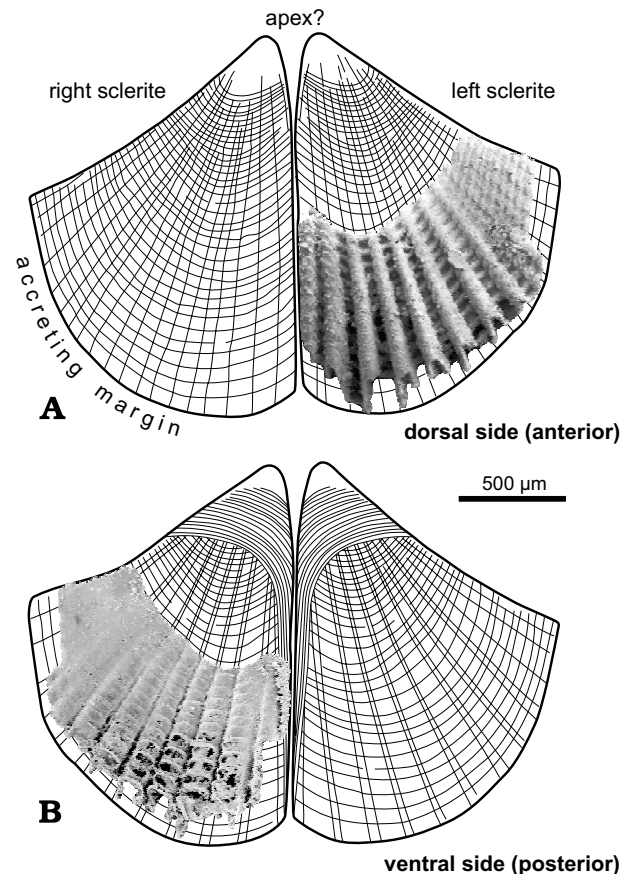 apex?
right sclerite
left sclerite
accreting margin
A
dorsal side (anterior)
500 µm
B
ventral side (posterior)